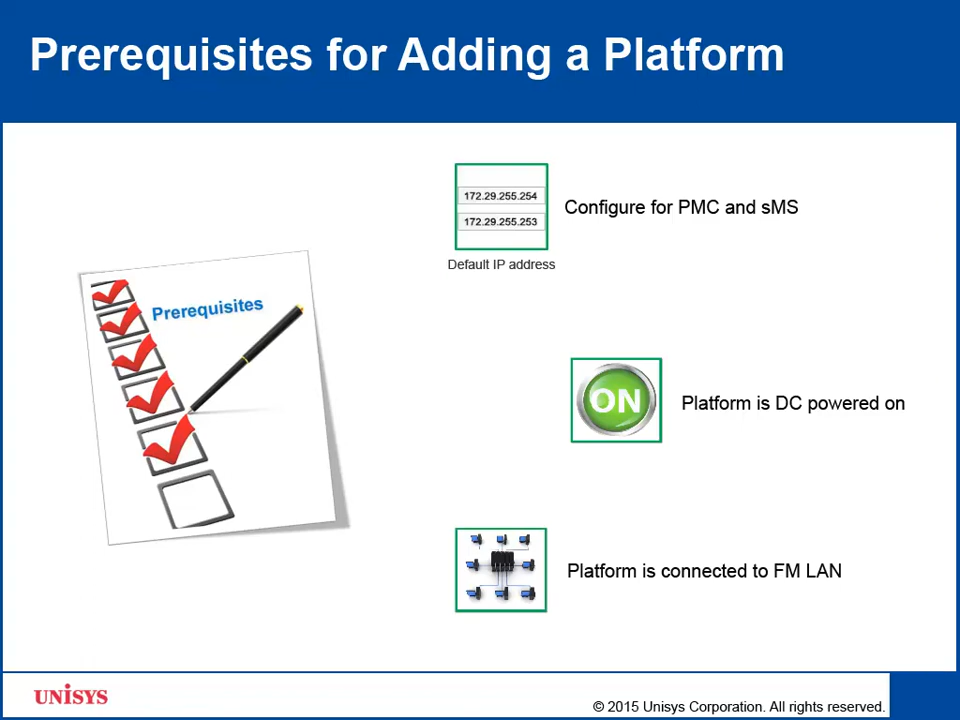 Prerequisites for Adding a Platform
172.29.255.254
172.29.255.253
Configure for PMC and sMS
Default IP address
Prerequisites
ON
Platform is DC powered on
Platform is connected to FM LAN
UNISYS
© 2015 Unisys Corporation. All rights reserved.